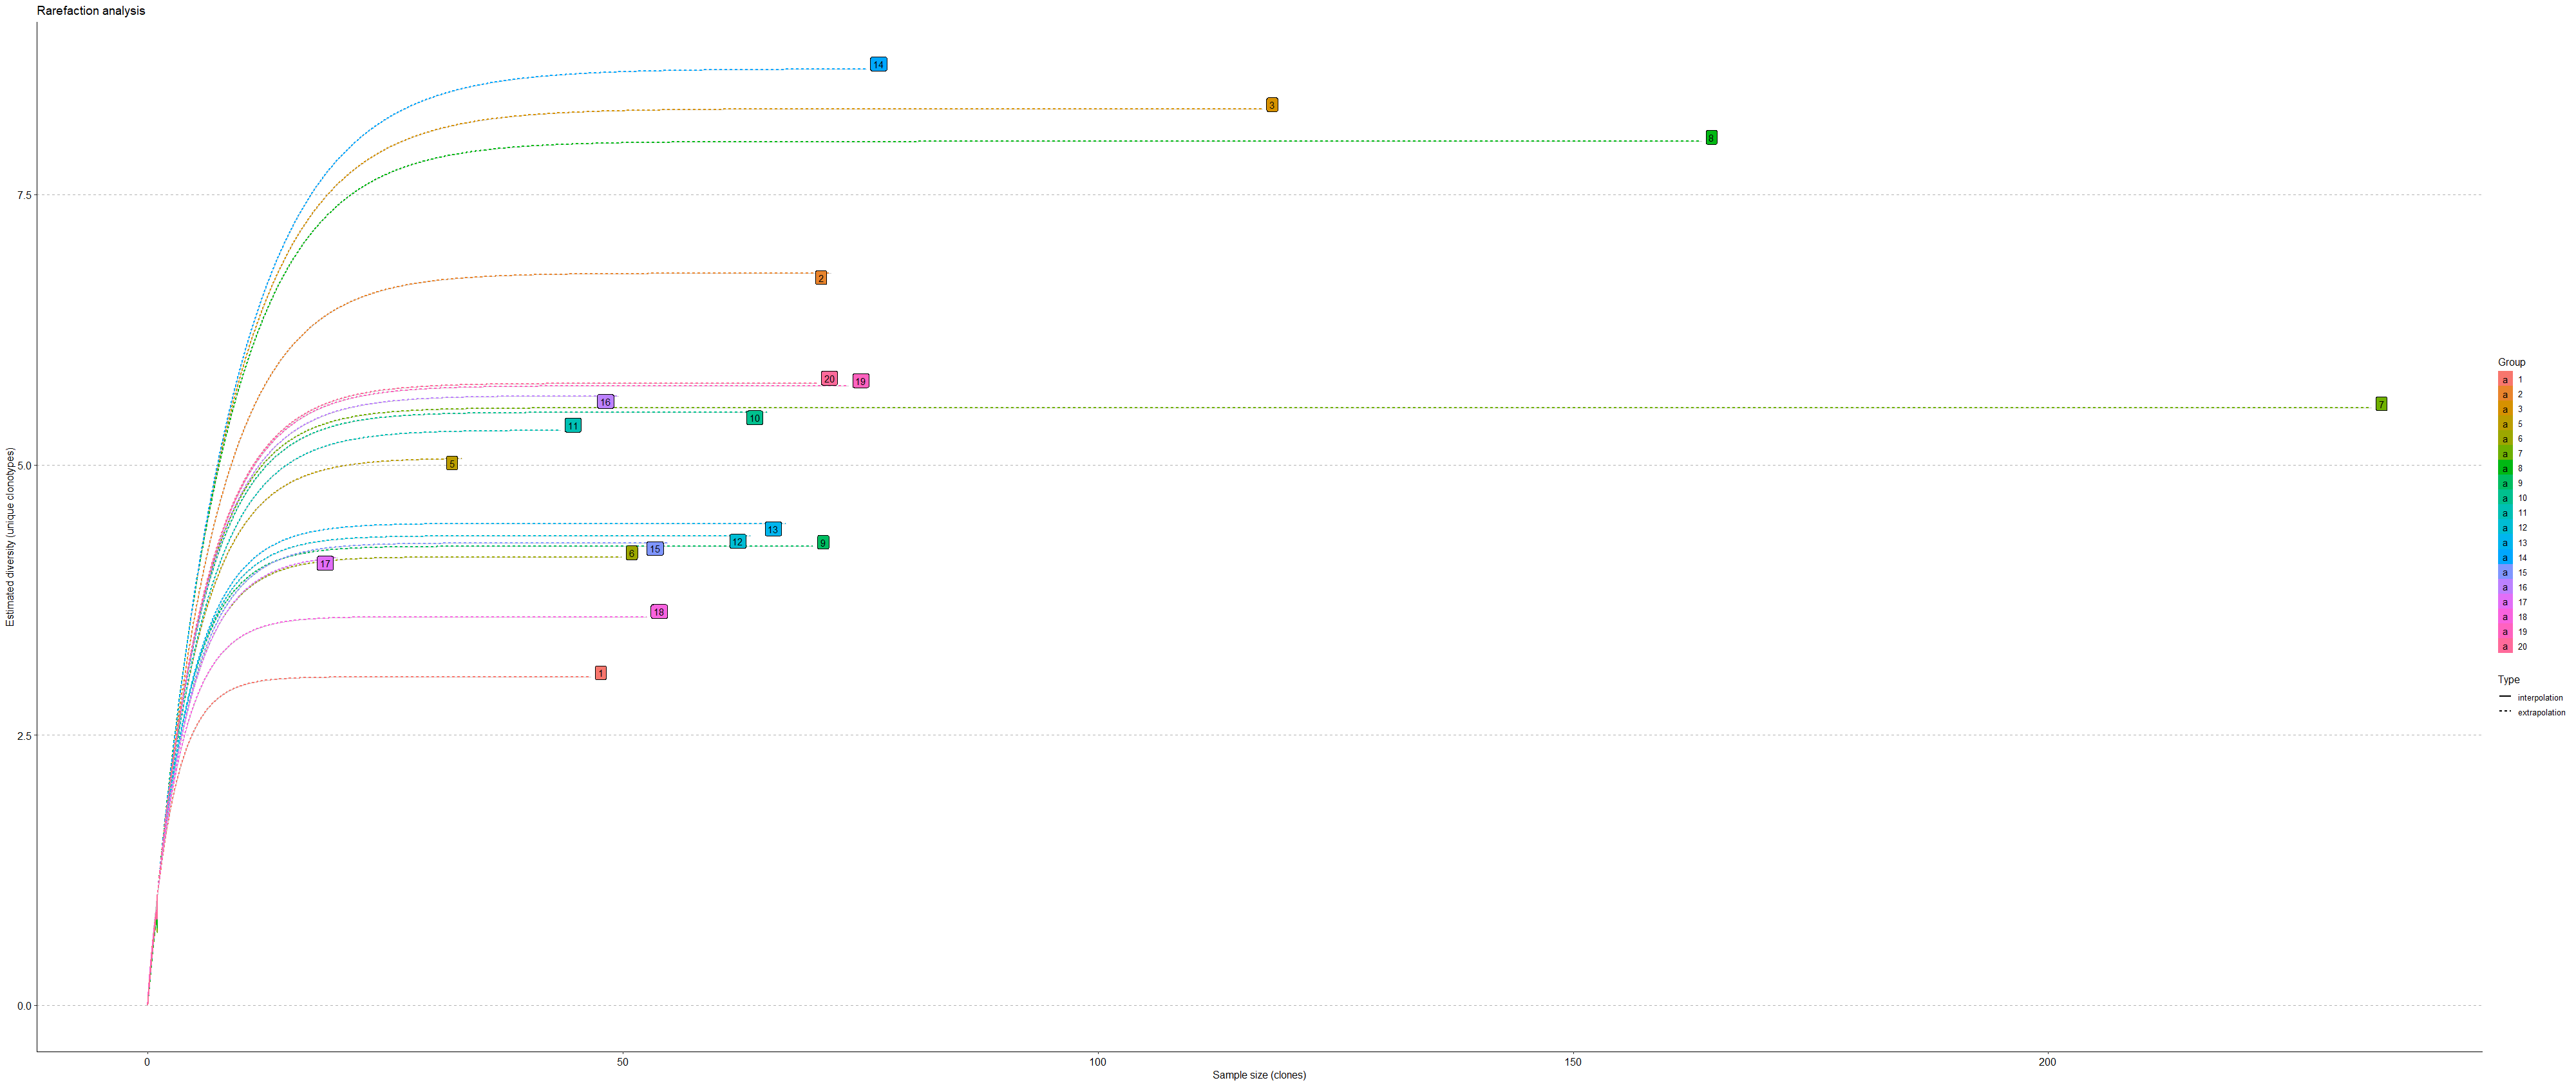 Rarefaction analysis
14
3
8
7.5
2
20
19
16
7
10
11
5
5.0
13
12
15
9
6
17
18
1
2.5
0.0
0
50
100
150
200
Sample size (clones)
Estimated diversity (unique clonotypes)
Group
a 1
a 2
a 3
a 5
a 6
a 7
a 8
a 9
a 10
a 11
a 12
a 13
a 14
a 15
a 16
a 17
a 18
a 19
a 20
Type
interpolation
extrapolation